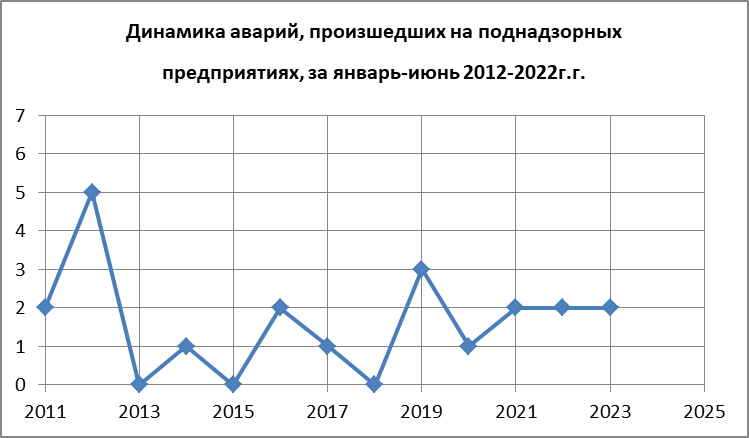 Динамика аварий, произшедших на поднадзорных
предприятиях, за январь-июнь 2012-2022г.г.
7
6
5
4
3
2
1
0
2011 2013 2015 2017 2019 2021 2023 2025